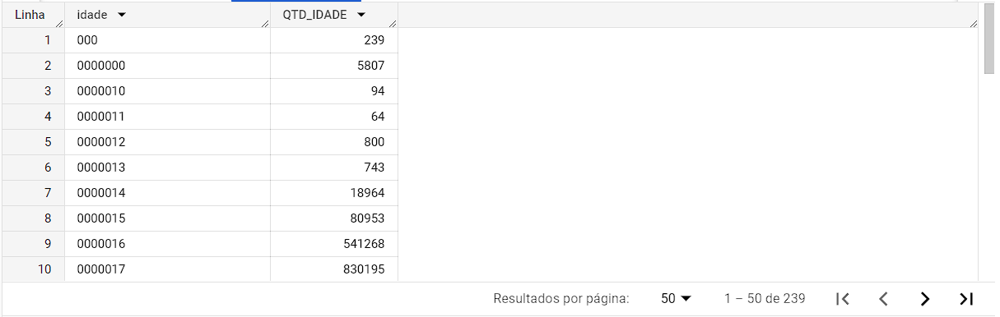 Linha idade QTD_IDADE
1 000 239
2 0000000 5807
3 0000010 94
4 0000011 64
5 0000012 800
6 0000013 743
7 0000014 18964
8 0000015 80953
9 0000016 541268
10 0000017 830195
Resultados por página: 50 1 – 50 de 239